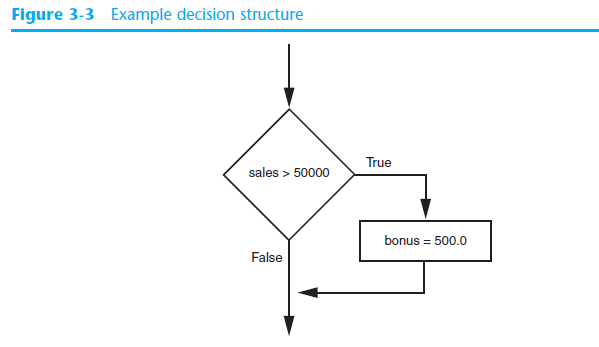 Figure 3-3 Example decision structure
sales > 50000
True
bonus = 500.0
False